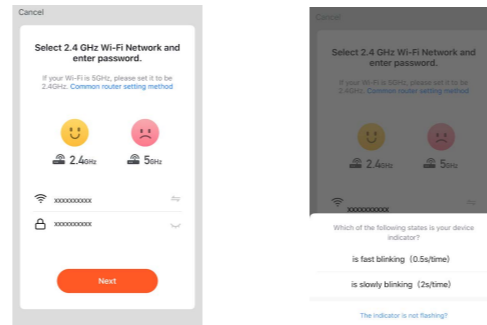 Cancel
Select 2.4 GHz Wi-Fi Network and
enter password.
If your Wi-Fi is 5GHz, please set it to be
2.4GHz. Common router setting method
2.4GHz
5GHz
xxxxxxxxxx
xxxxxxxxxx
Next
Cancel
Select 2.4 GHz Wi-Fi Network and
enter password.
If your Wi-Fi is 5GHz, please set it to be
2.4GHz. Common router setting method
2.4GHz
5GHz
xxxxxxxxxx
Which of the following status is your device
indicator?
is fast blinking (0.5s/time)
is slowly blinking (2s/time)
The indicator is not flashing?